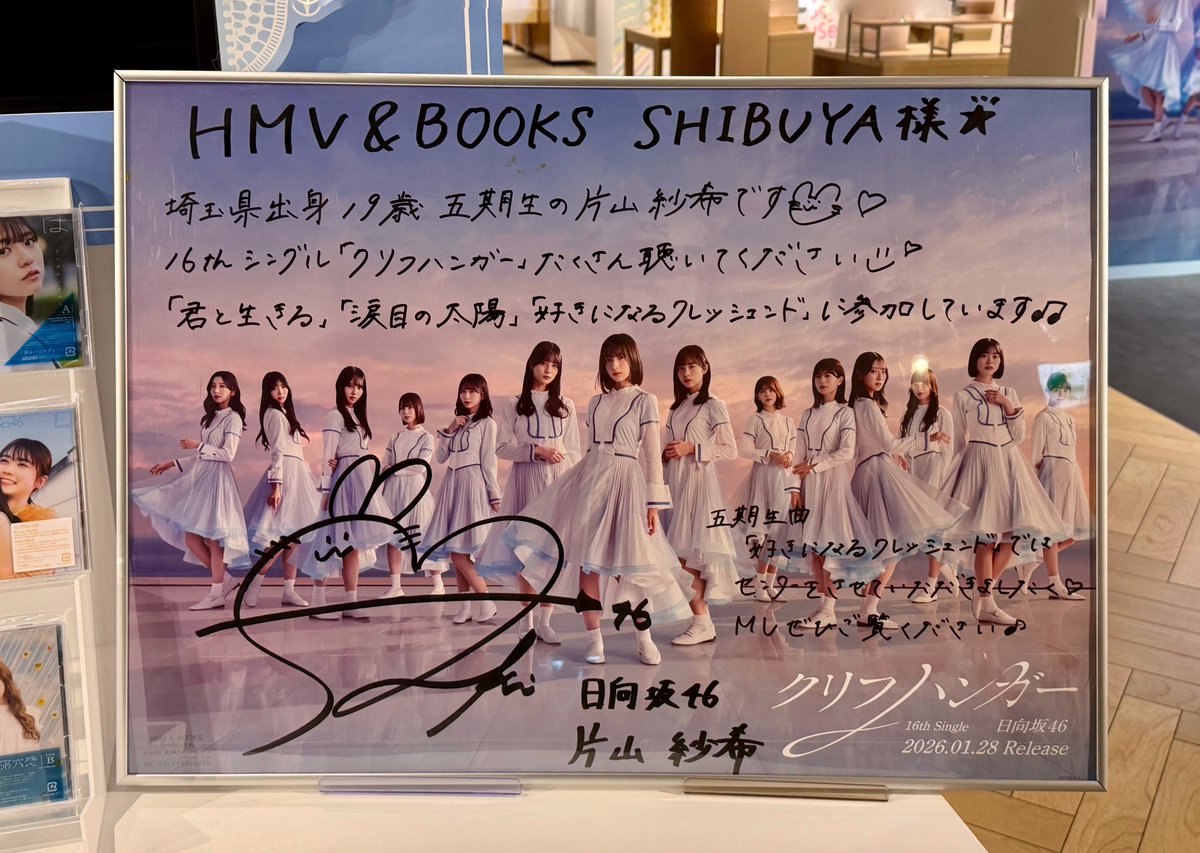 HMV & BOOKS SHIBUYA様☆
埼玉県出身 19歳 五期生の片山紗希です♡
16thシングル「クリフハンガー」たくさん聴いてください♡
「君と生きる」「涙目の太陽」「好きになるクレッシェンド」に参加しています♫
五期生曲
「好きになるクレッシェンド」では
センターをさせていただきました♡
MVぜひご覧ください♪
46
Saki
日向坂46
片山紗希
クリフハンガー
16th Single 日向坂46
2026.01.28 Release
HMV & BOOKS
SHIBUYA